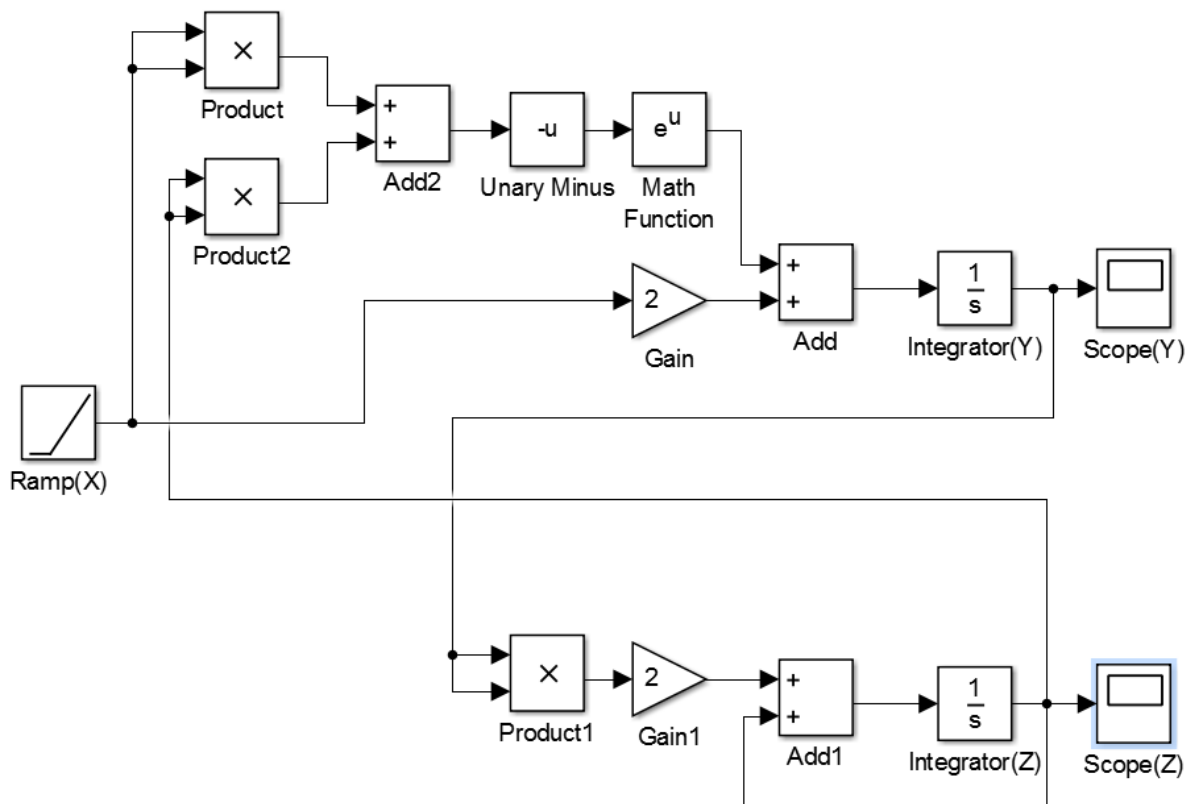 ×
Product
+
+
Add2
-u
Unary Minus
e^u
Math
Function
×
Product2
2
Gain
+
+
Add
1
s
Integrator(Y)
Scope(Y)
Ramp(X)
×
Product1
2
Gain1
+
+
Add1
1
s
Integrator(Z)
Scope(Z)